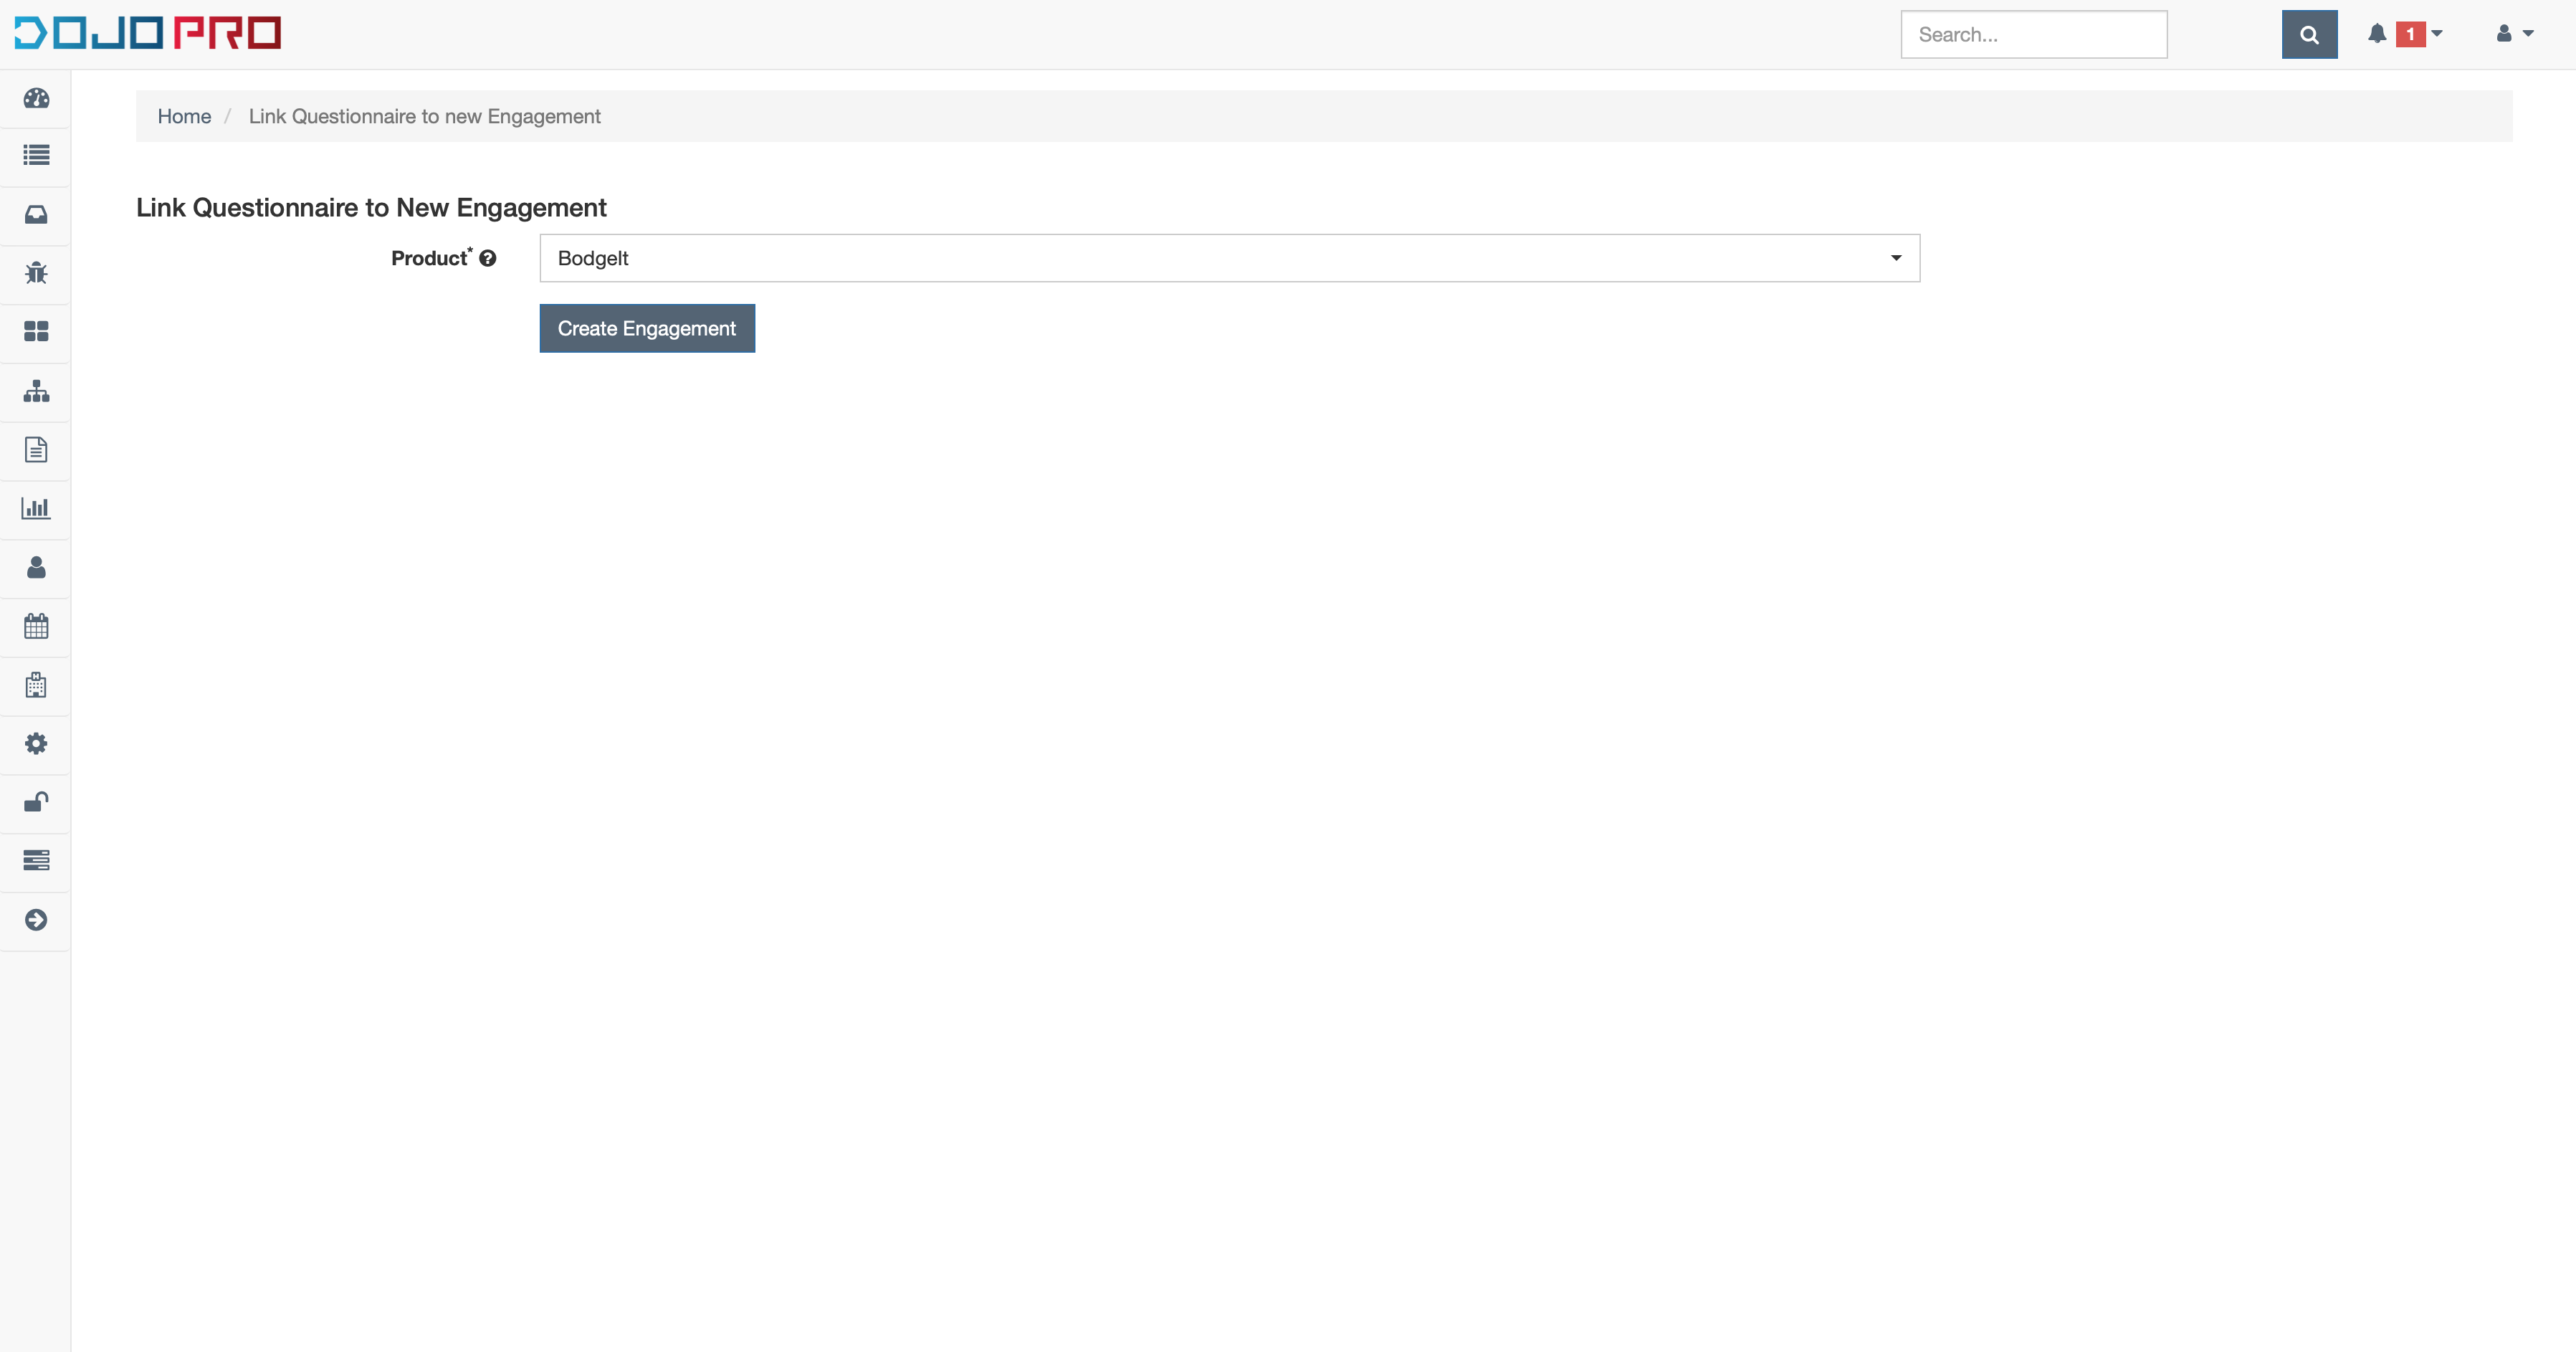 DOJO PRO
Search...
1
Home / Link Questionnaire to new Engagement
Link Questionnaire to New Engagement
Product*
BodgeIt
Create Engagement